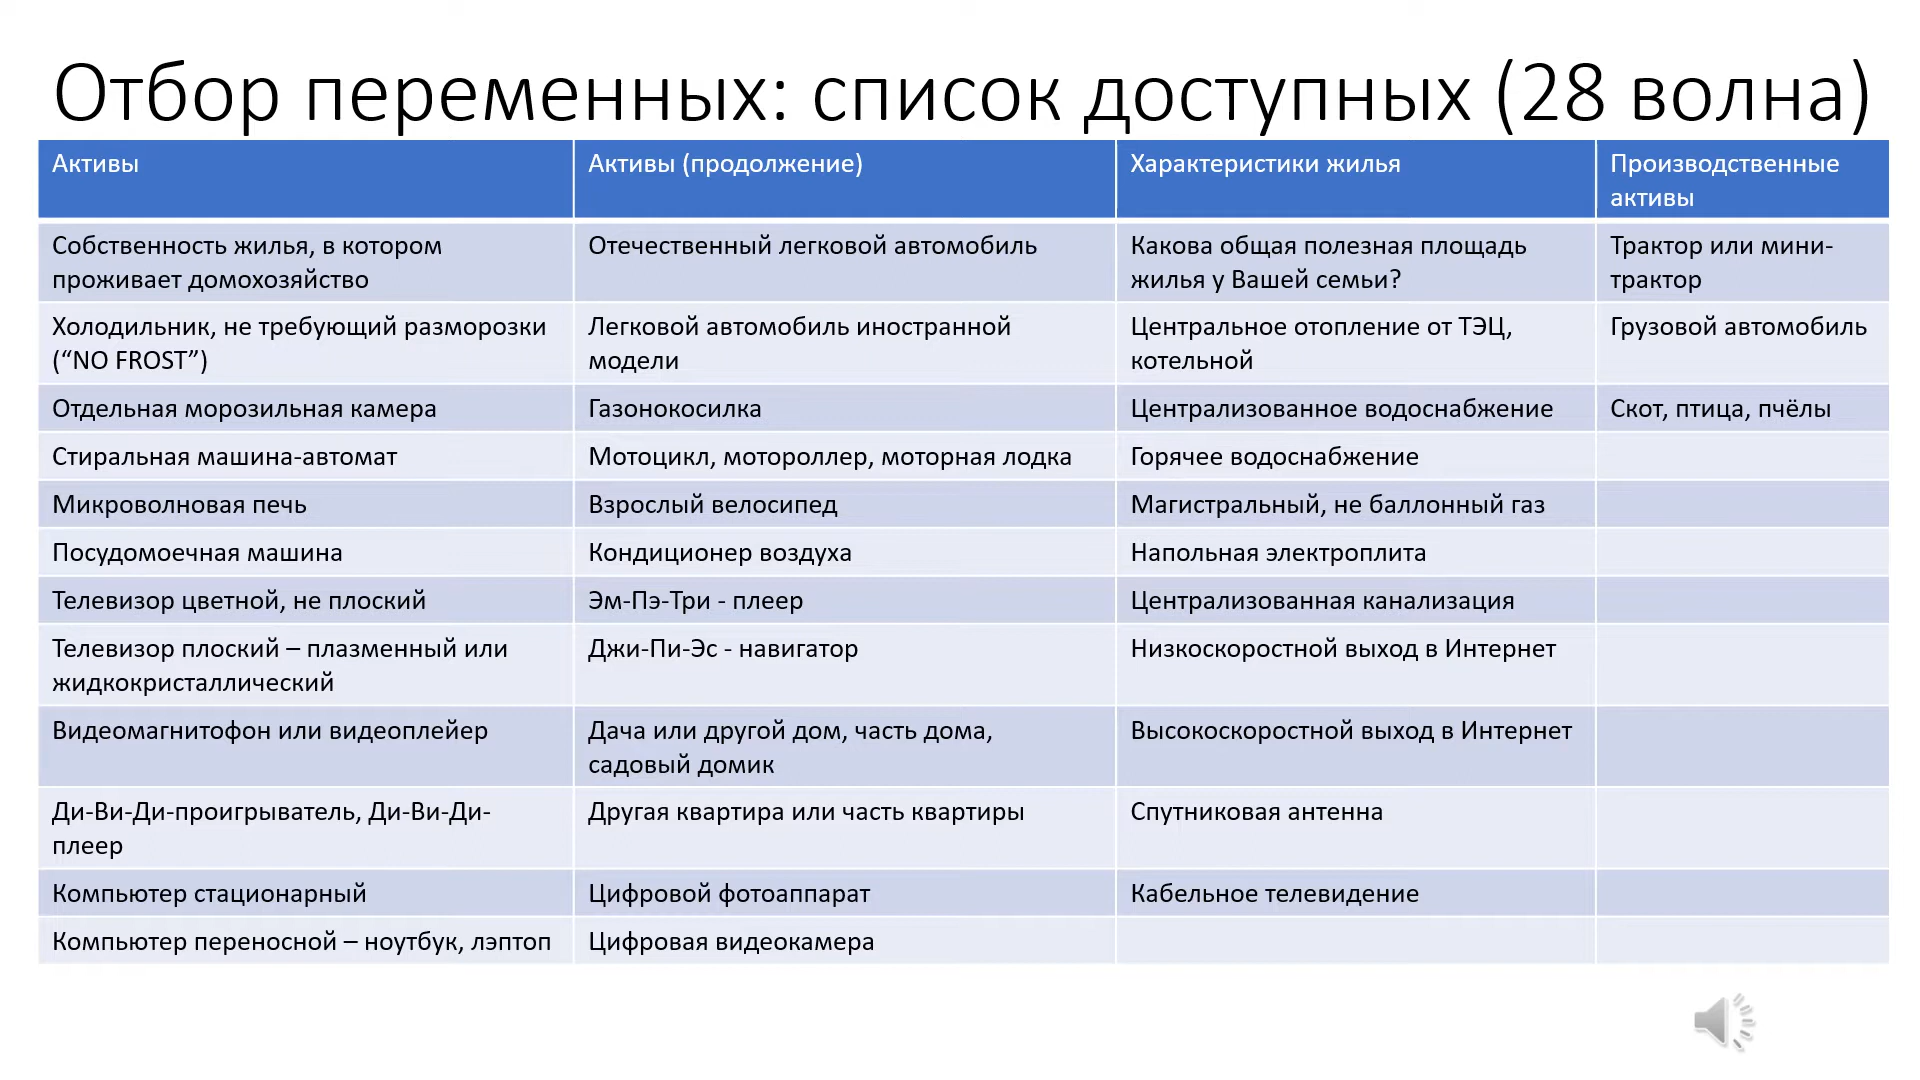 Отбор переменных: список доступных (28 волна)
Активы
Активы (продолжение)
Характеристики жилья
Производственные
активы
Собственность жилья, в котором
проживает домохозяйство
Отечественный легковой автомобиль
Какова общая полезная площадь
жилья у Вашей семьи?
Трактор или мини-
трактор
Холодильник, не требующий разморозки
(“NO FROST”)
Легковой автомобиль иностранной
модели
Центральное отопление от ТЭЦ,
котельной
Грузовой автомобиль
Отдельная морозильная камера
Газонокосилка
Централизованное водоснабжение
Скот, птица, пчёлы
Стиральная машина-автомат
Мотоцикл, мотороллер, моторная лодка
Горячее водоснабжение
Микроволновая печь
Взрослый велосипед
Магистральный, не баллонный газ
Посудомоечная машина
Кондиционер воздуха
Напольная электроплита
Телевизор цветной, не плоский
Эм-Пэ-Три - плеер
Централизованная канализация
Телевизор плоский – плазменный или
жидкокристаллический
Джи-Пи-Эс - навигатор
Низкоскоростной выход в Интернет
Видеомагнитофон или видеоплейер
Дача или другой дом, часть дома,
садовый домик
Высокоскоростной выход в Интернет
Ди-Ви-Ди-проигрыватель, Ди-Ви-Ди-
плеер
Другая квартира или часть квартиры
Спутниковая антенна
Компьютер стационарный
Цифровой фотоаппарат
Кабельное телевидение
Компьютер переносной – ноутбук, лэптоп
Цифровая видеокамера